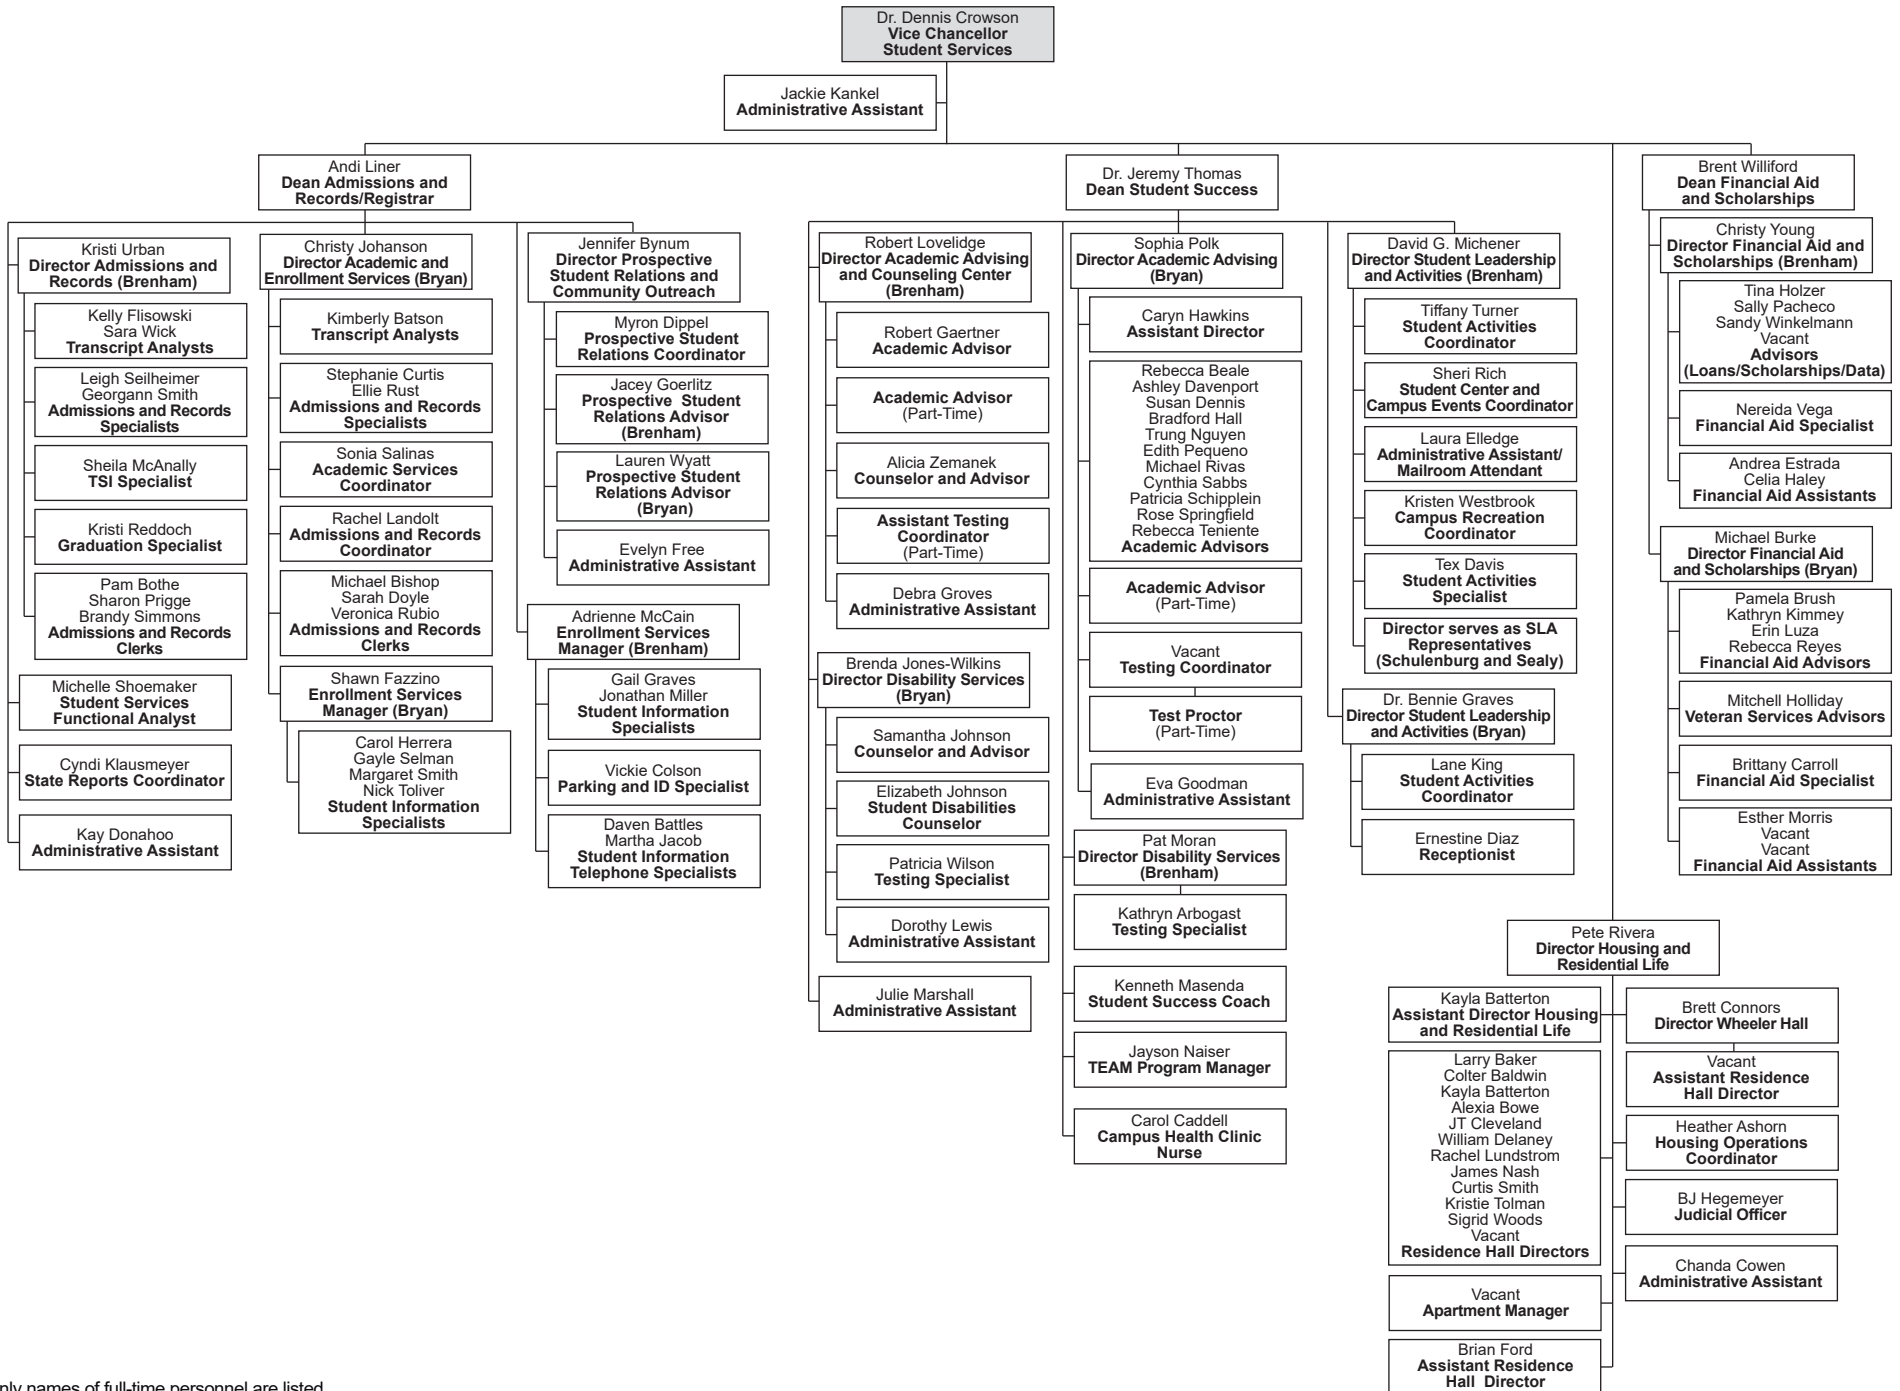 Dr. Dennis Crowson
Vice Chancellor
Student Services
Jackie Kankel
Administrative Assistant
Andi Liner
Dean Admissions and
Records/Registrar
Kristi Urban
Director Admissions and
Records (Brenham)
Kelly Flisowski
Sara Wick
Transcript Analysts
Leigh Seilheimer
Georgann Smith
Admissions and Records
Specialists
Sheila McAnally
TSI Specialist
Kristi Reddoch
Graduation Specialist
Pam Bothe
Sharon Prigge
Brandy Simmons
Admissions and Records
Clerks
Michelle Shoemaker
Student Services
Functional Analyst
Cyndi Klausmeyer
State Reports Coordinator
Kay Donahoo
Administrative Assistant
Christy Johanson
Director Academic and
Enrollment Services (Bryan)
Kimberly Batson
Transcript Analysts
Stephanie Curtis
Ellie Rust
Admissions and Records
Specialists
Sonia Salinas
Academic Services
Coordinator
Rachel Landolt
Admissions and Records
Coordinator
Michael Bishop
Sarah Doyle
Veronica Rubio
Admissions and Records
Clerks
Shawn Fazzino
Enrollment Services
Manager (Bryan)
Carol Herrera
Gayle Selman
Margaret Smith
Nick Toliver
Student Information
Specialists
Jennifer Bynum
Director Prospective
Student Relations and
Community Outreach
Myron Dippel
Prospective Student
Relations Coordinator
Jacey Goerlitz
Prospective Student
Relations Advisor
(Brenham)
Lauren Wyatt
Prospective Student
Relations Advisor
(Bryan)
Evelyn Free
Administrative Assistant
Adrienne McCain
Enrollment Services
Manager (Brenham)
Gail Graves
Jonathan Miller
Student Information
Specialists
Vickie Colson
Parking and ID Specialist
Daven Battles
Martha Jacob
Student Information
Telephone Specialists
Dr. Jeremy Thomas
Dean Student Success
Robert Lovelidge
Director Academic Advising
and Counseling Center
(Brenham)
Robert Gaertner
Academic Advisor
Academic Advisor
(Part-Time)
Alicia Zemanek
Counselor and Advisor
Assistant Testing
Coordinator
(Part-Time)
Debra Groves
Administrative Assistant
Brenda Jones-Wilkins
Director Disability Services
(Bryan)
Samantha Johnson
Counselor and Advisor
Elizabeth Johnson
Student Disabilities
Counselor
Patricia Wilson
Testing Specialist
Dorothy Lewis
Administrative Assistant
Julie Marshall
Administrative Assistant
Sophia Polk
Director Academic Advising
(Bryan)
Caryn Hawkins
Assistant Director
Rebecca Beale
Ashley Davenport
Susan Dennis
Bradford Hall
Trung Nguyen
Edith Pequeno
Michael Rivas
Cynthia Sabbs
Patricia Schipplein
Rose Springfield
Rebecca Teniente
Academic Advisors
Academic Advisor
(Part-Time)
Vacant
Testing Coordinator
Test Proctor
(Part-Time)
Eva Goodman
Administrative Assistant
Pat Moran
Director Disability Services
(Brenham)
Kathryn Arbogast
Testing Specialist
Kenneth Masenda
Student Success Coach
Jayson Naiser
TEAM Program Manager
Carol Caddell
Campus Health Clinic
Nurse
David G. Michener
Director Student Leadership
and Activities (Brenham)
Tiffany Turner
Student Activities
Coordinator
Sheri Rich
Student Center and
Campus Events Coordinator
Laura Elledge
Administrative Assistant/
Mailroom Attendant
Kristen Westbrook
Campus Recreation
Coordinator
Tex Davis
Student Activities
Specialist
Director serves as SLA
Representatives
(Schulenburg and Sealy)
Dr. Bennie Graves
Director Student Leadership
and Activities (Bryan)
Lane King
Student Activities
Coordinator
Ernestine Diaz
Receptionist
Brent Williford
Dean Financial Aid
and Scholarships
Christy Young
Director Financial Aid and
Scholarships (Brenham)
Tina Holzer
Sally Pacheco
Sandy Winkelmann
Vacant
Advisors
(Loans/Scholarships/Data)
Nereida Vega
Financial Aid Specialist
Andrea Estrada
Celia Haley
Financial Aid Assistants
Michael Burke
Director Financial Aid
and Scholarships (Bryan)
Pamela Brush
Kathryn Kimmey
Erin Luza
Rebecca Reyes
Financial Aid Advisors
Mitchell Holliday
Veteran Services Advisors
Brittany Carroll
Financial Aid Specialist
Esther Morris
Vacant
Vacant
Financial Aid Assistants
Pete Rivera
Director Housing and
Residential Life
Kayla Batterton
Assistant Director Housing
and Residential Life
Larry Baker
Colter Baldwin
Kayla Batterton
Alexia Bowe
JT Cleveland
William Delaney
Rachel Lundstrom
James Nash
Curtis Smith
Kristie Tolman
Sigrid Woods
Vacant
Residence Hall Directors
Vacant
Apartment Manager
Brian Ford
Assistant Residence
Hall Director
Brett Connors
Director Wheeler Hall
Vacant
Assistant Residence
Hall Director
Heather Ashorn
Housing Operations
Coordinator
BJ Hegemeyer
Judicial Officer
Chanda Cowen
Administrative Assistant
names of full-time personnel are listed